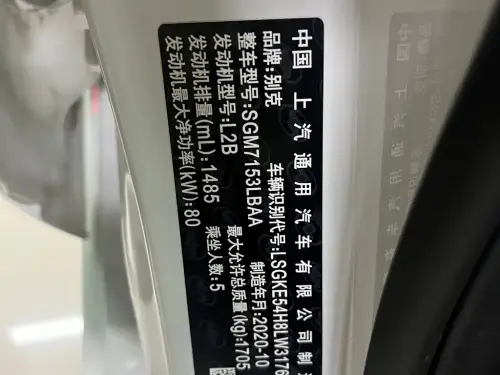 中国 上汽通用汽车有限公司制造
品牌:别克
车辆识别代号:LSGKE54H8LW3176
整车型号:SGM7153LBAA
制造年月:2020-10
发动机型号:L2B
最大允许总质量(kg):1705
发动机排量(mL):1485
乘坐人数:5
发动机最大净功率(kW):80